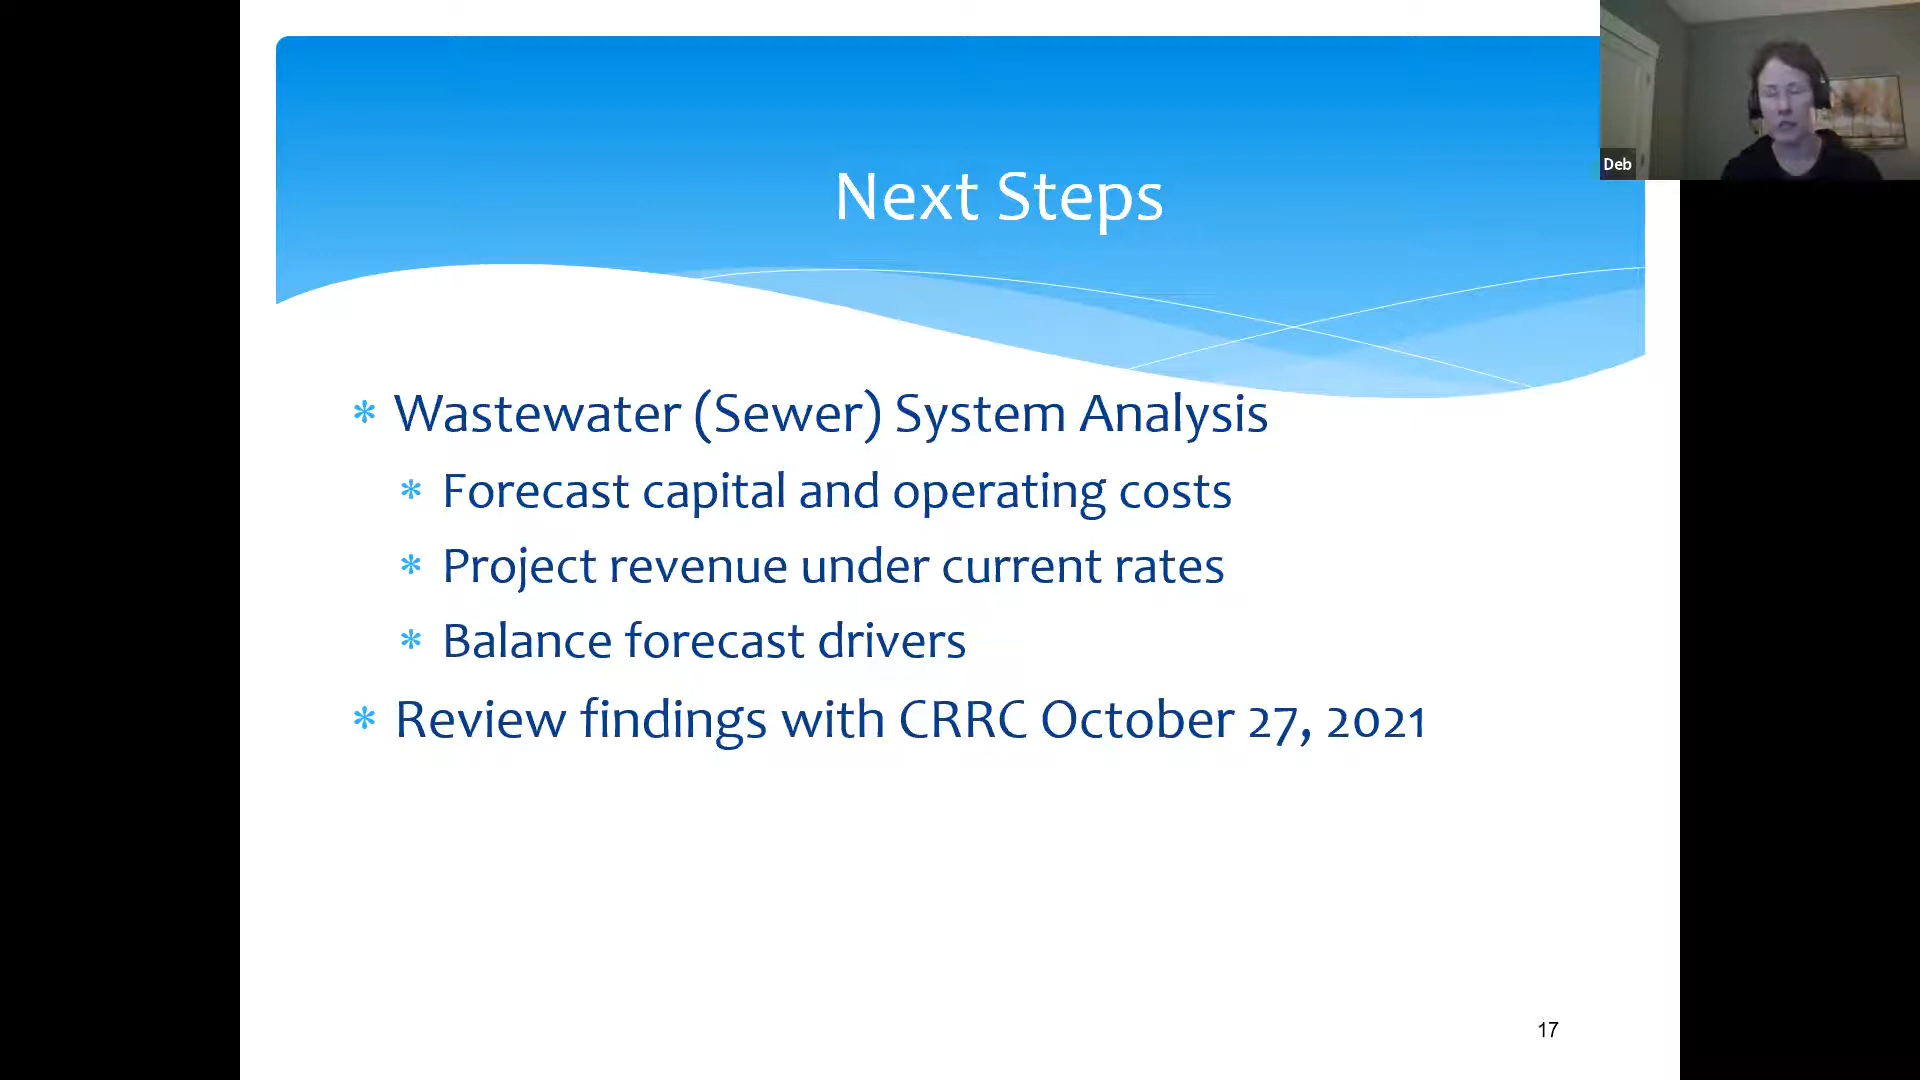 Next Steps
Deb
* Wastewater (Sewer) System Analysis
* Forecast capital and operating costs
* Project revenue under current rates
* Balance forecast drivers
* Review findings with CRRC October 27, 2021
17